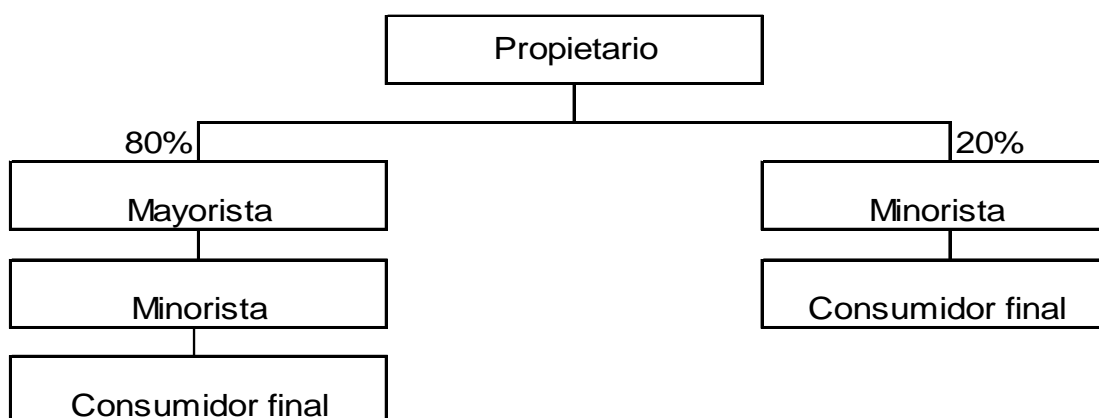 Propietario
80%
20%
Mayorista
Minorista
Minorista
Consumidor final
Consumidor final